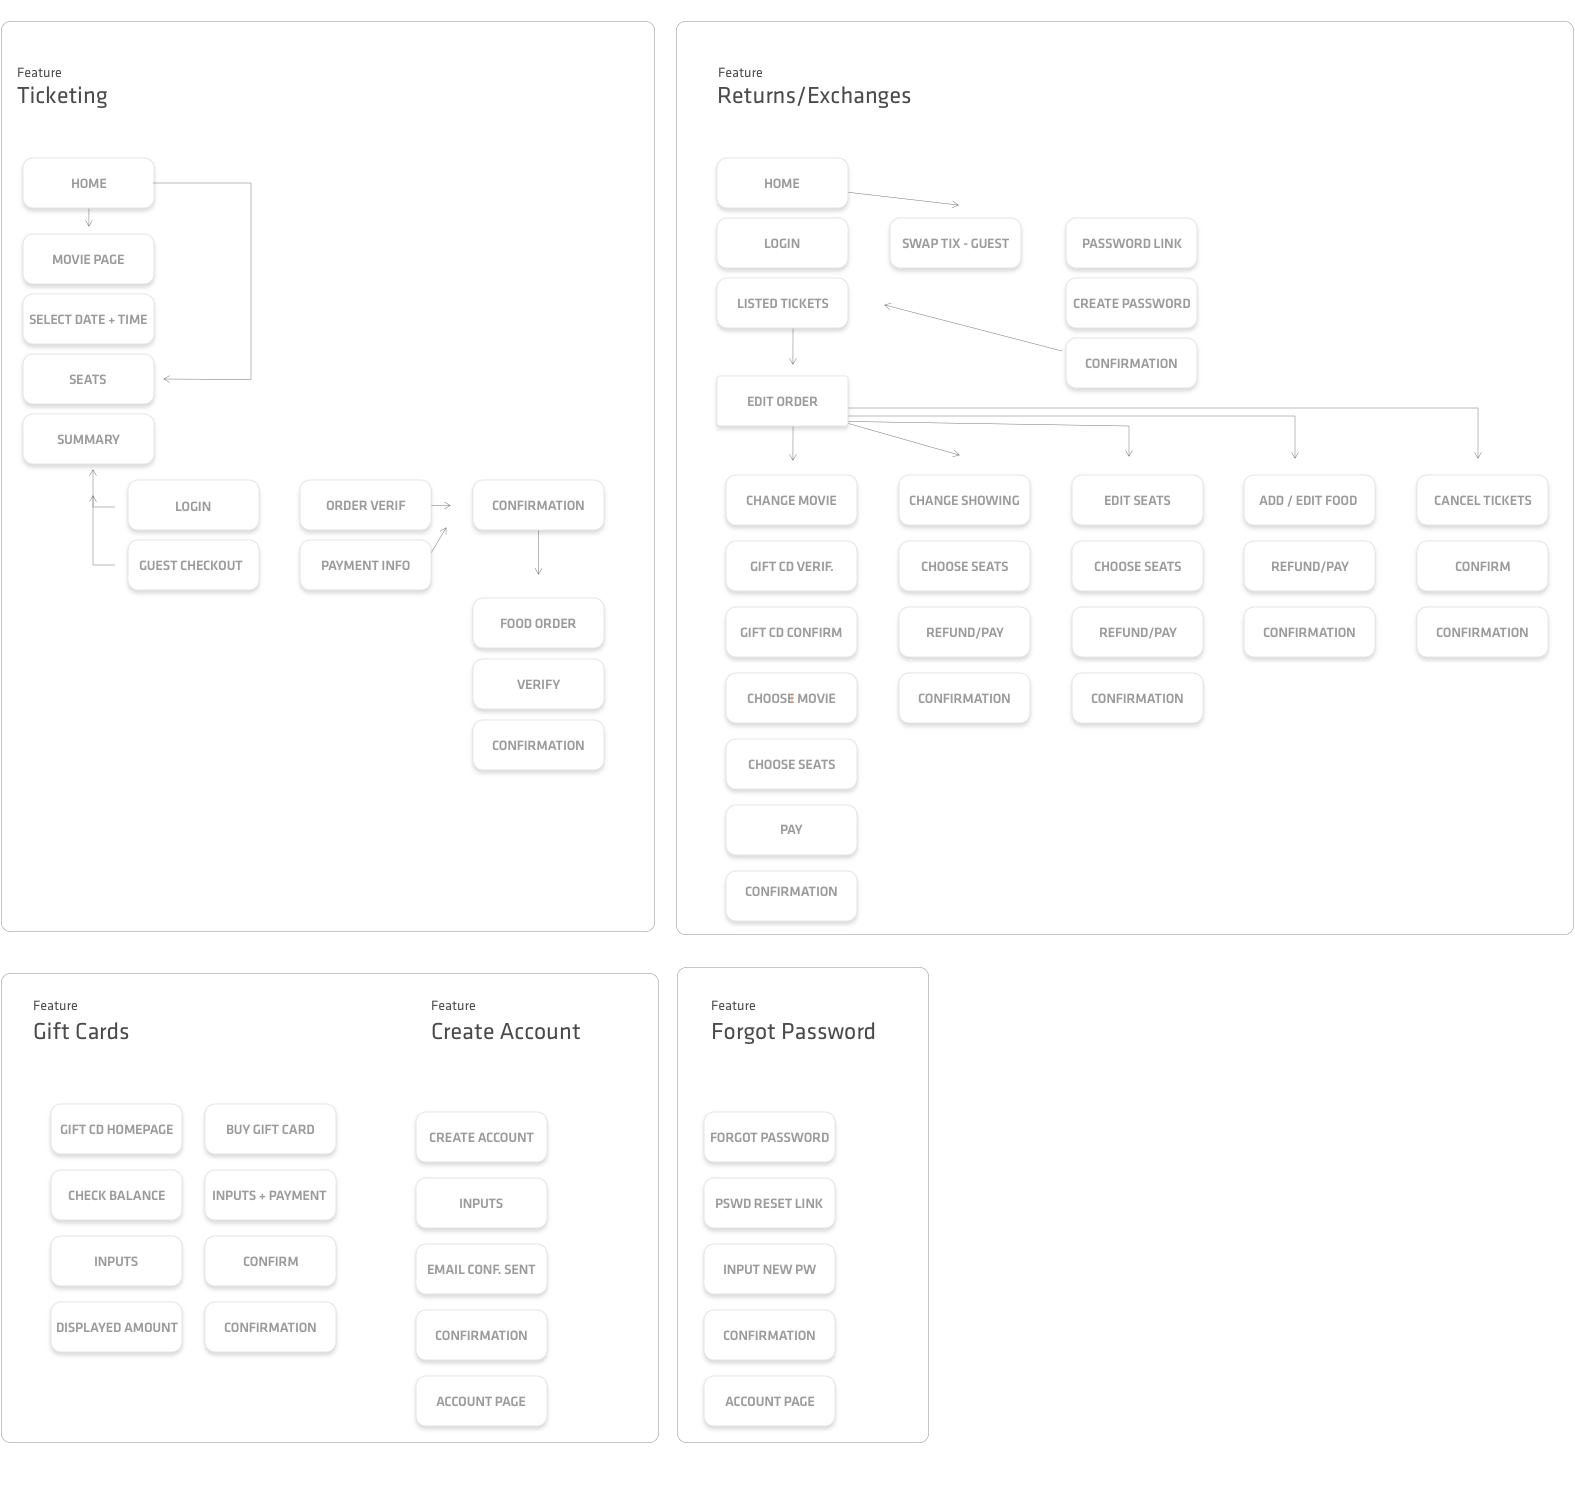 Feature
Ticketing
HOME
MOVIE PAGE
SELECT DATE + TIME
SEATS
SUMMARY
LOGIN
GUEST CHECKOUT
ORDER VERIF
PAYMENT INFO
CONFIRMATION
FOOD ORDER
VERIFY
CONFIRMATION
Feature
Returns/Exchanges
HOME
LOGIN
LISTED TICKETS
SWAP TIX - GUEST
PASSWORD LINK
CREATE PASSWORD
CONFIRMATION
EDIT ORDER
CHANGE MOVIE
GIFT CD VERIF.
GIFT CD CONFIRM
CHOOSE MOVIE
CHOOSE SEATS
PAY
CONFIRMATION
CHANGE SHOWING
CHOOSE SEATS
REFUND/PAY
CONFIRMATION
EDIT SEATS
CHOOSE SEATS
REFUND/PAY
CONFIRMATION
ADD / EDIT FOOD
REFUND/PAY
CONFIRMATION
CANCEL TICKETS
CONFIRM
CONFIRMATION
Feature
Gift Cards
GIFT CD HOMEPAGE
CHECK BALANCE
INPUTS
DISPLAYED AMOUNT
BUY GIFT CARD
INPUTS + PAYMENT
CONFIRM
CONFIRMATION
Feature
Create Account
CREATE ACCOUNT
INPUTS
EMAIL CONF. SENT
CONFIRMATION
ACCOUNT PAGE
Feature
Forgot Password
FORGOT PASSWORD
PSWD RESET LINK
INPUT NEW PW
CONFIRMATION
ACCOUNT PAGE